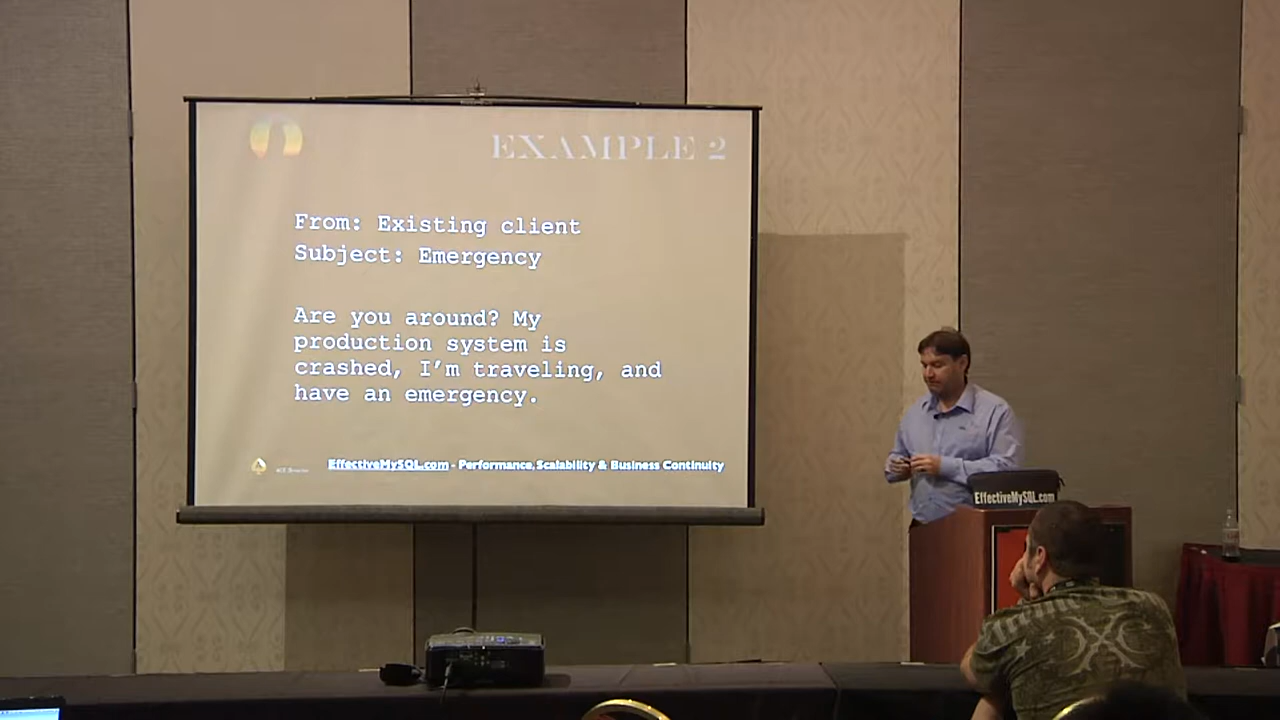 EXAMPLE 2
From: Existing client
Subject: Emergency
Are you around? My
production system is
crashed, I'm traveling, and
have an emergency.
EffectiveMySQL.com - Performance, Scalability & Business Continuity
EffectiveMySQL.com